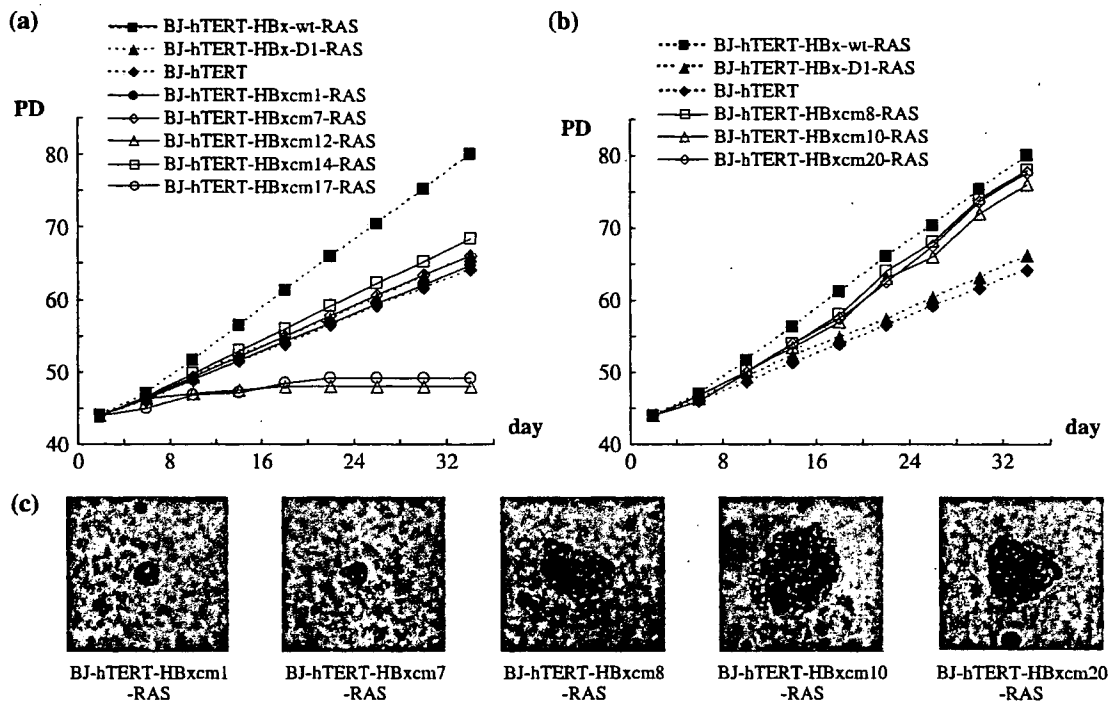 (a)
BJ-hTERT-HBx-wt-RAS
BJ-hTERT-HBx-D1-RAS
BJ-hTERT
BJ-hTERT-HBxcm1-RAS
BJ-hTERT-HBxcm7-RAS
BJ-hTERT-HBxcm12-RAS
BJ-hTERT-HBxcm14-RAS
BJ-hTERT-HBxcm17-RAS
PD
80
70
60
50
40
0 8 16 24 32
day
(b)
BJ-hTERT-HBx-wt-RAS
BJ-hTERT-HBx-D1-RAS
BJ-hTERT
BJ-hTERT-HBxcm8-RAS
BJ-hTERT-HBxcm10-RAS
BJ-hTERT-HBxcm20-RAS
PD
80
70
60
50
40
0 8 16 24 32
day
(c)
BJ-hTERT-HBxcm1
-RAS
BJ-hTERT-HBxcm7
-RAS
BJ-hTERT-HBxcm8
-RAS
BJ-hTERT-HBxcm10
-RAS
BJ-hTERT-HBxcm20
-RAS